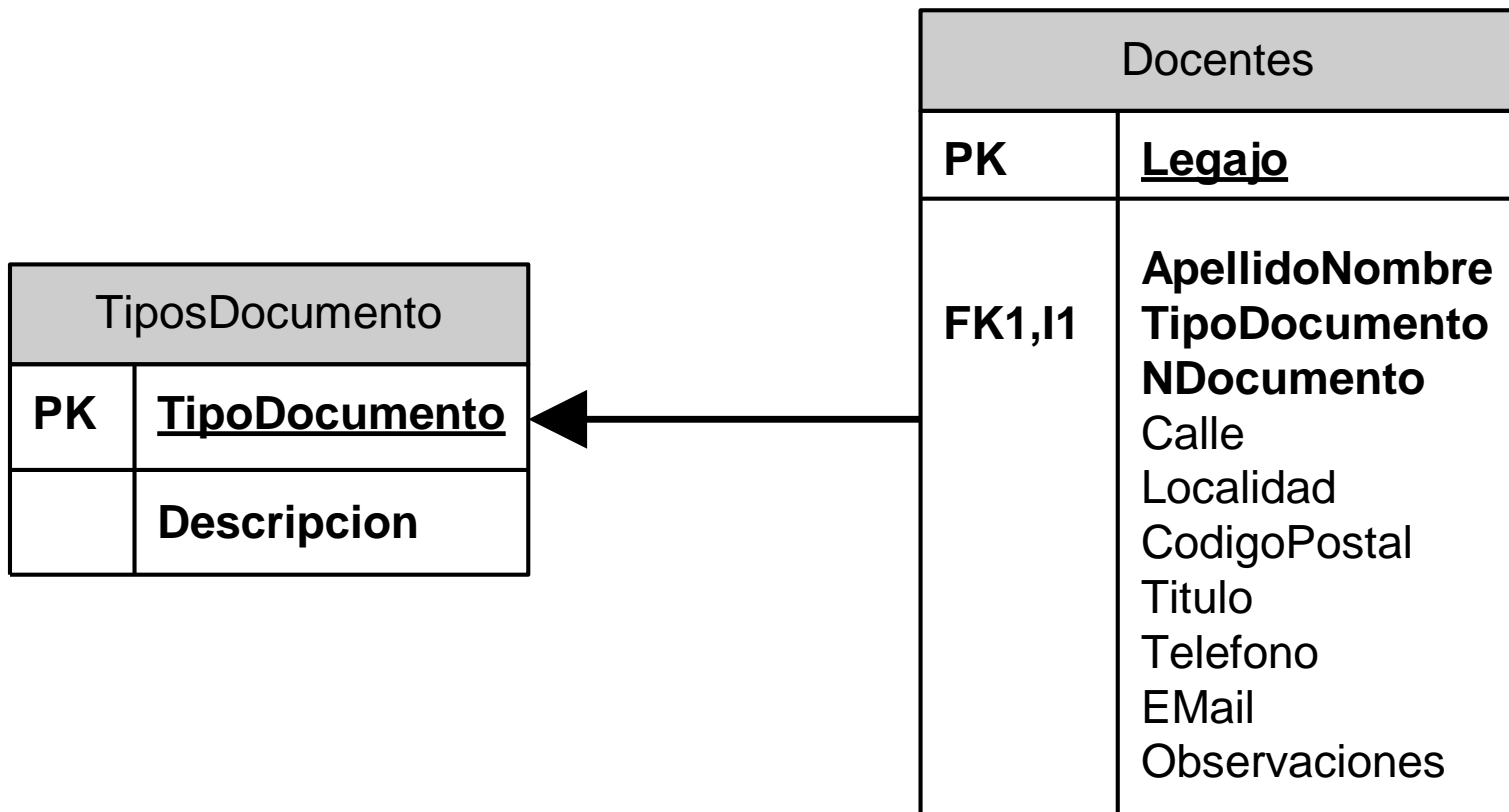 TiposDocumento
PK TipoDocumento
Descripcion
Docentes
PK Legajo
ApellidoNombre
FK1,I1 TipoDocumento
NDocumento
Calle
Localidad
CodigoPostal
Titulo
Telefono
EMail
Observaciones